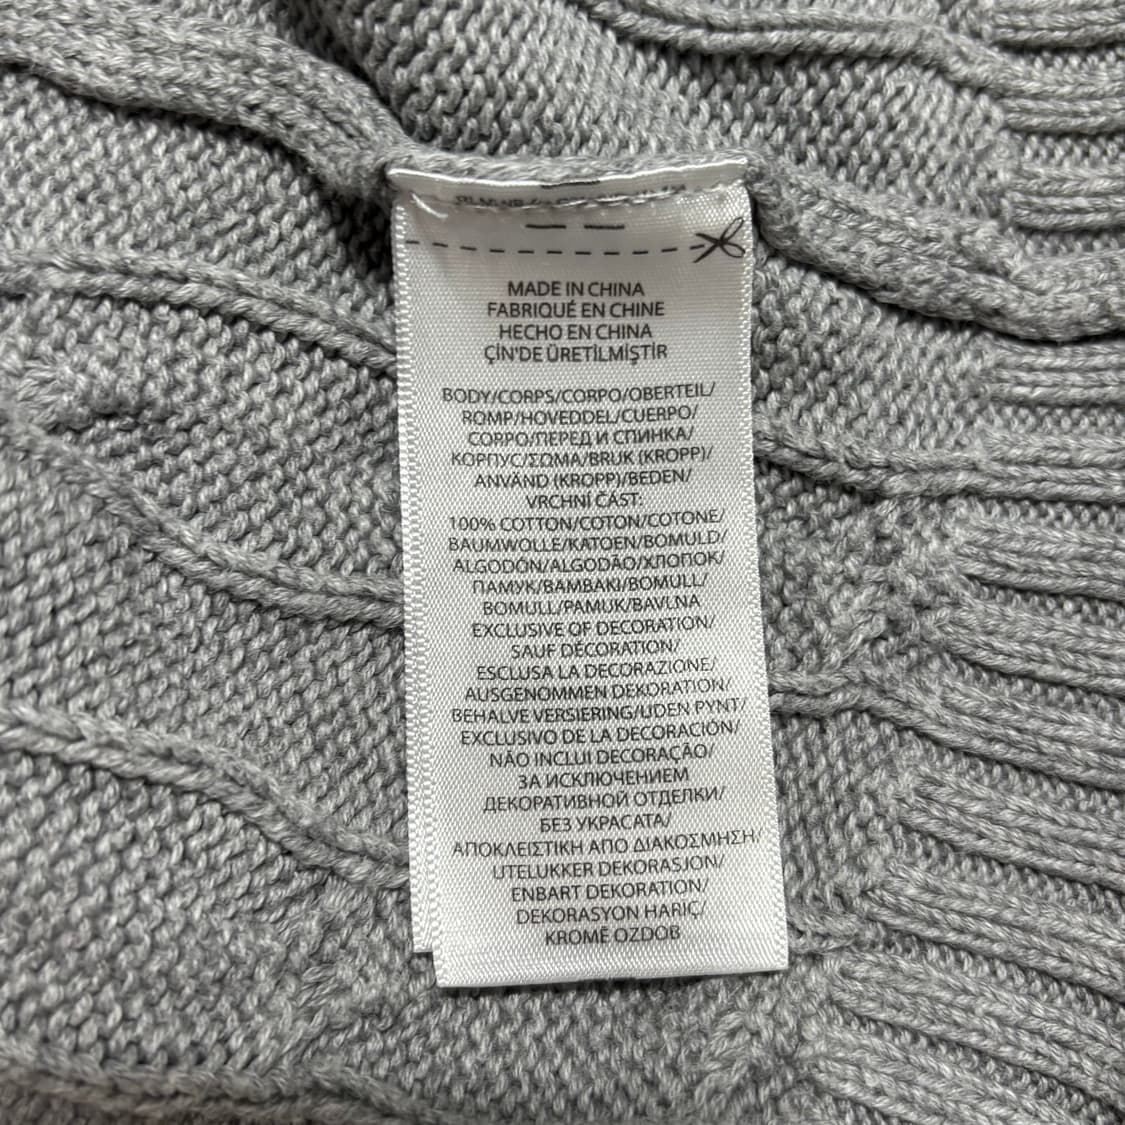 MADE IN CHINA
FABRIQUÉ EN CHINE
HECHO EN CHINA
ÇİN'DE ÜRETİLMİŞTİR
BODY/CORPS/CORPO/OBERTEIL/
ROMP/HOVEDDEL/CUERPO/
CORPO/ПЕРЕД И СПИНКА/
КОРПУС/ΣΩΜΑ/BRUK (KROPP)/
ANVÄND (KROPP)/BEDEN/
VRCHNÍ ČÁST:
100% COTTON/COTON/COTONE/
BAUMWOLLE/KATOEN/BOMULD/
ALGODÓN/ALGODÃO/ХЛОПОК/
ПАМУК/ΒΑΜΒΑΚΙ/BOMULL/
BOMULL/PAMUK/BAVLNA
EXCLUSIVE OF DECORATION/
SAUF DÉCORATION/
ESCLUSA LA DECORAZIONE/
AUSGENOMMEN DEKORATION/
BEHALVE VERSIERING/UDEN PYNT/
EXCLUSIVO DE LA DECORACIÓN/
NÃO INCLUI DECORAÇÃO/
ЗА ИСКЛЮЧЕНИЕМ
ДЕКОРАТИВНОЙ ОТДЕЛКИ/
БЕЗ УКРАСАТА/
ΑΠΟΚΛΕΙΣΤΙΚΗ ΑΠΟ ΔΙΑΚΟΣΜΗΣΗ/
UTELUKKER DEKORASJON/
ENBART DEKORATION/
DEKORASYON HARİÇ/
KROMĚ OZDOB